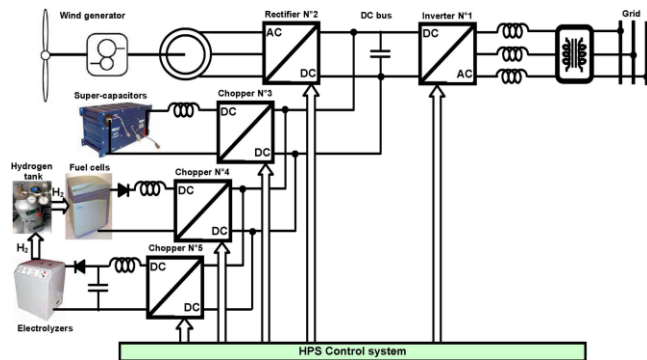 Wind generator
Rectifier N°2
DC bus
Inverter N°1
Grid
AC
DC
DC
AC
Super-capacitors
Chopper N°3
DC
DC
Hydrogen
tank
Fuel cells
H2
Chopper N°4
DC
DC
H2
Chopper N°5
DC
DC
Electrolyzers
HPS Control system